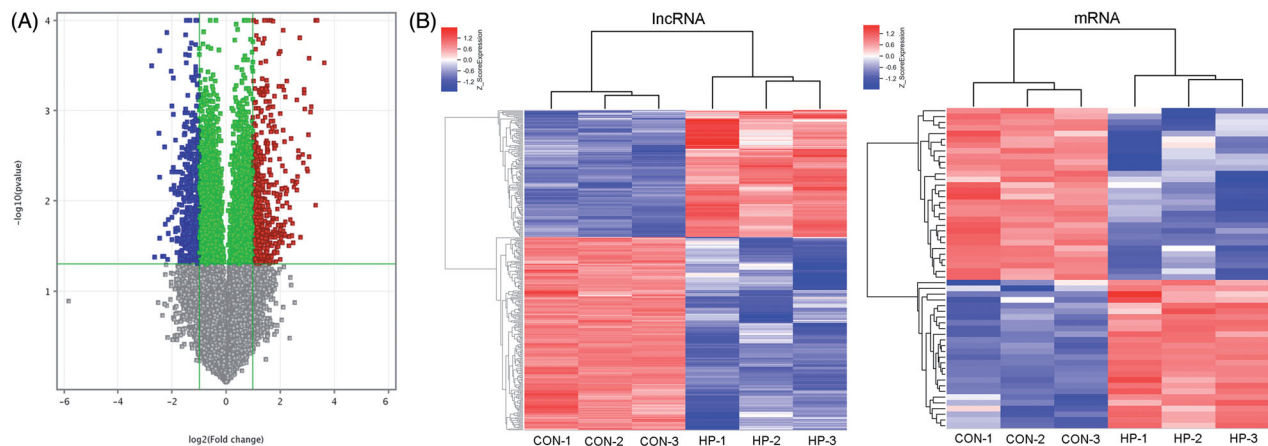 (A)
4
3
2
1
-log10(pvalue)
-6
-4
-2
0
2
4
6
log2(Fold change)
(B)
lncRNA
1.2
0.6
0.0
-0.6
-1.2
Z_ScoreExpression
CON-1 CON-2 CON-3 HP-1 HP-2 HP-3
mRNA
1.2
0.6
0.0
-0.6
-1.2
Z_ScoreExpression
CON-1 CON-2 CON-3 HP-1 HP-2 HP-3